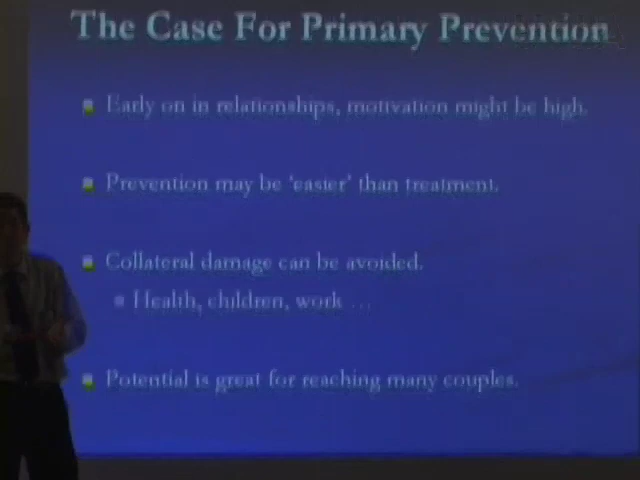 The Case For Primary Prevention
Early on in relationships, motivation might be high.
Prevention may be 'easier' than treatment.
Collateral damage can be avoided.
Health, children, work ...
Potential is great for reaching many couples.